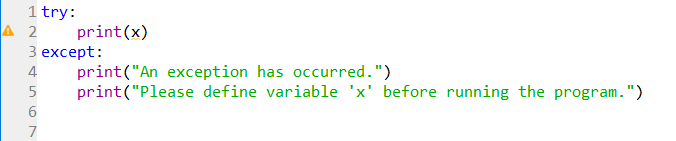 1 try:
2     print(x)
3 except:
4     print("An exception has occurred.")
5     print("Please define variable 'x' before running the program.")
6
7